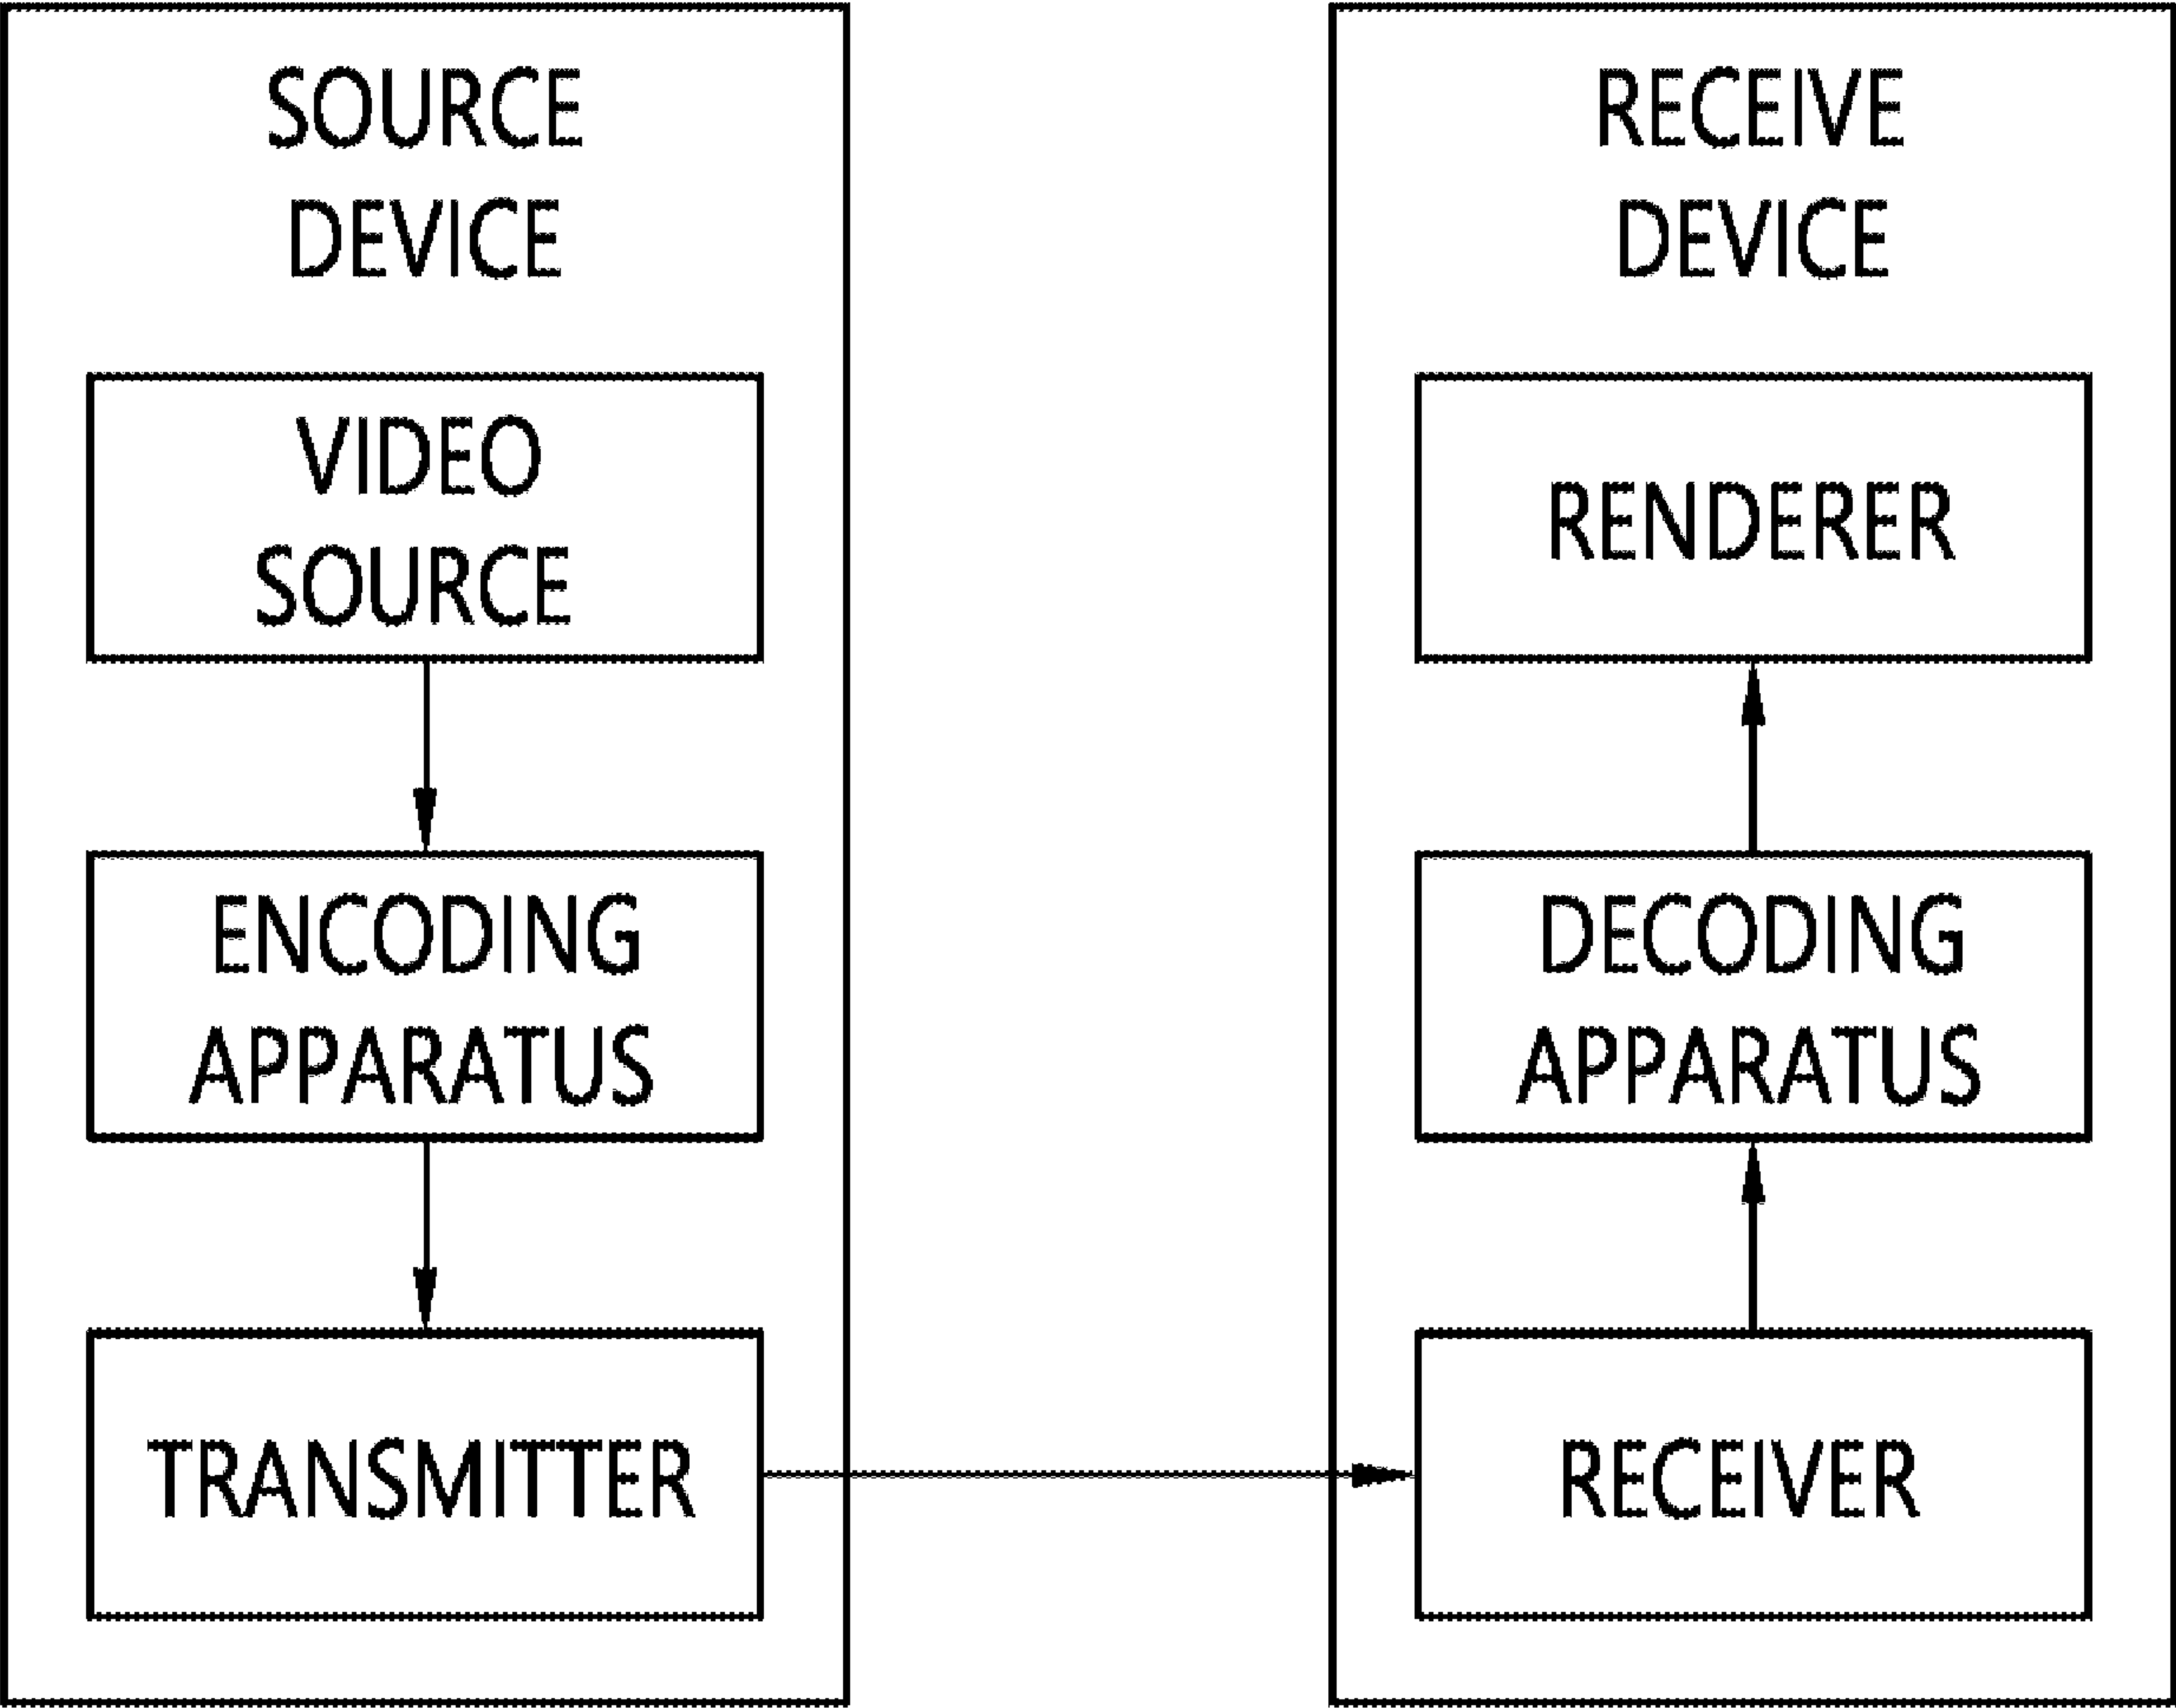 SOURCE
DEVICE
VIDEO
SOURCE
ENCODING
APPARATUS
TRANSMITTER
RECEIVE
DEVICE
RENDERER
DECODING
APPARATUS
RECEIVER